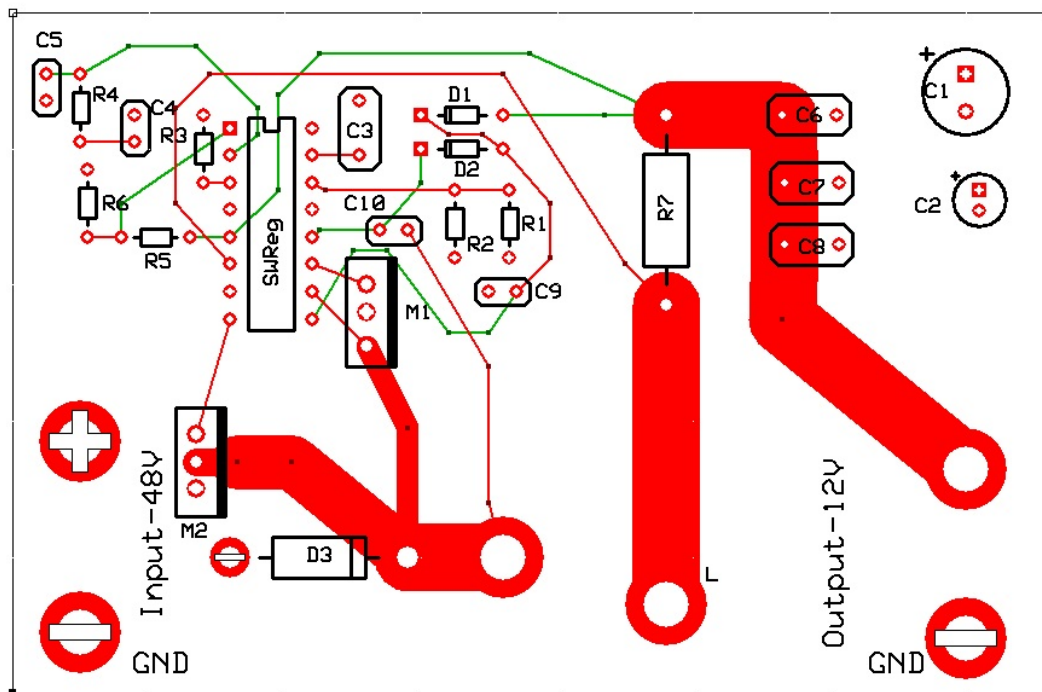 C5
R4
C4
R3
C3
D1
D2
C6
C1
C7
R7
R6
C10
C2
R5
SWReg
R2
R1
C8
C9
M1
Input-48V
Output-12V
M2
D3
L
GND
GND